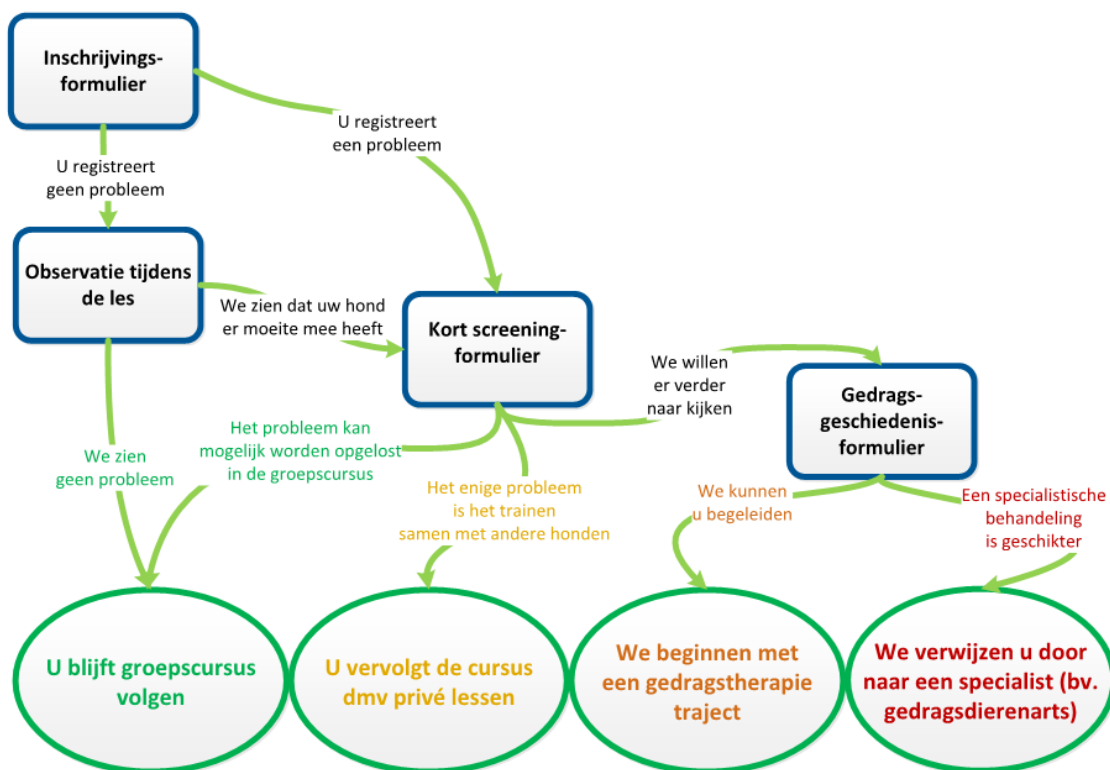 Inschrijvings-
formulier
U registreert
een probleem
U registreert
geen probleem
Observatie tijdens
de les
We zien dat uw hond
er moeite mee heeft
Kort screening-
formulier
We willen
er verder
naar kijken
Gedrags-
geschiedenis-
formulier
We zien
geen probleem
Het probleem kan
mogelijk worden opgelost
in de groepscursus
Het enige probleem
is het trainen
samen met andere honden
We kunnen
u begeleiden
Een specialistische
behandeling
is geschikter
U blijft groepscursus
volgen
U vervolgt de cursus
dmv privé lessen
We beginnen met
een gedragstherapie
traject
We verwijzen u door
naar een specialist (bv.
gedragsdierenarts)